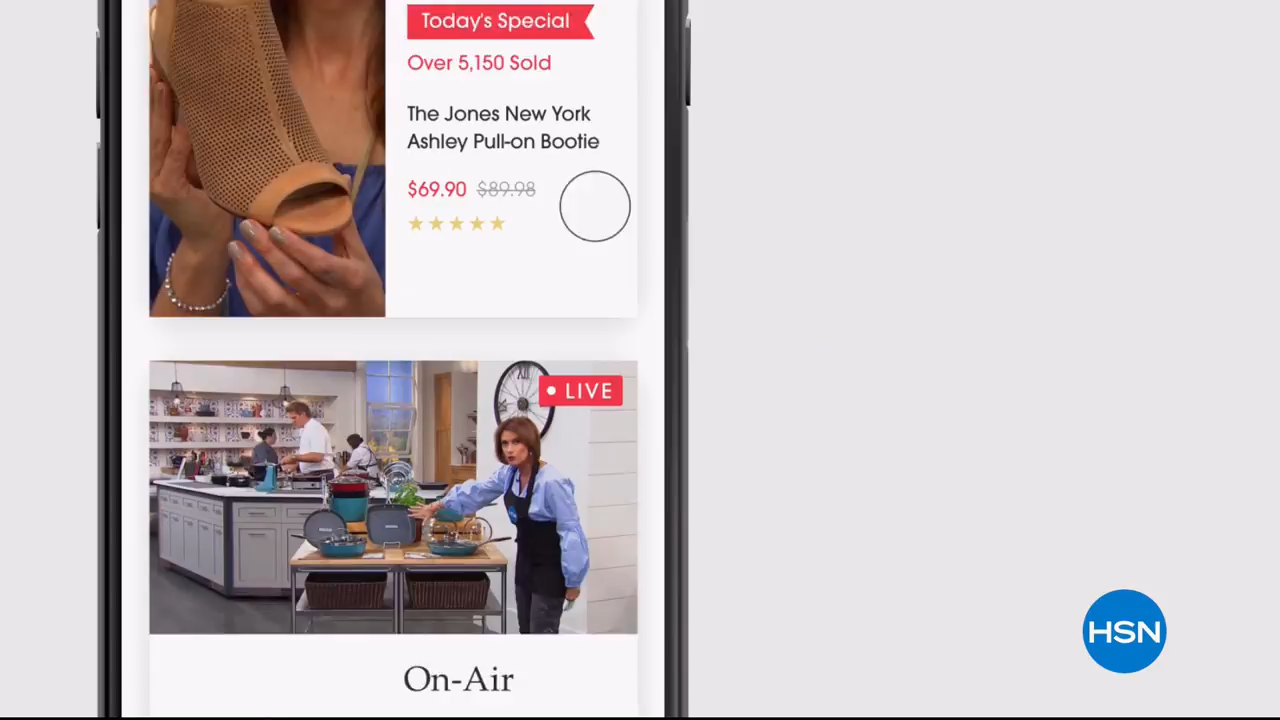 Today's Special
Over 5,150 Sold
The Jones New York
Ashley Pull-on Bootie
$69.90 $89.98
LIVE
XII
On-Air
HSN